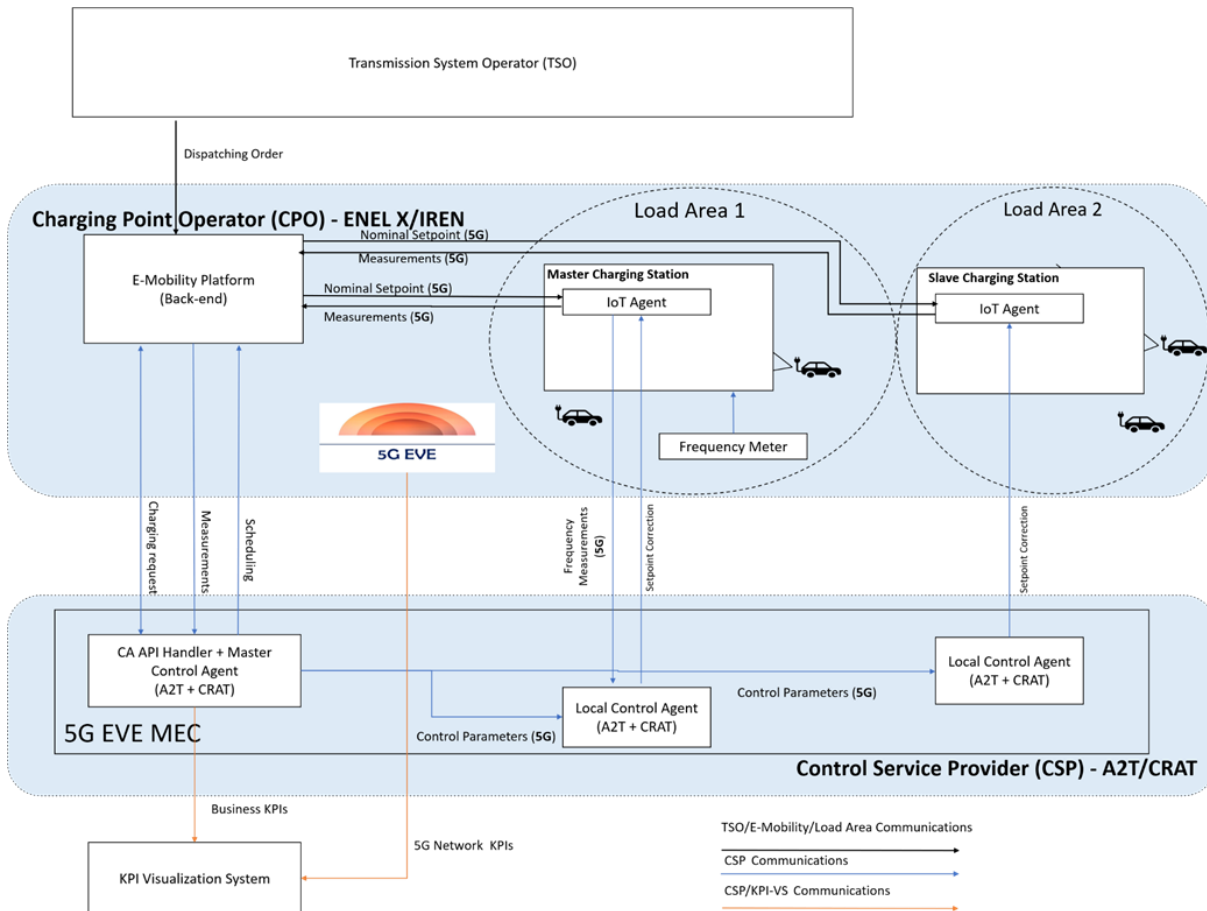 Transmission System Operator (TSO)
Dispatching Order
Charging Point Operator (CPO) - ENEL X/IREN
Load Area 1
Load Area 2
Nominal Setpoint (5G)
Measurements (5G)
E-Mobility Platform
(Back-end)
Nominal Setpoint (5G)
Measurements (5G)
Master Charging Station
IoT Agent
Slave Charging Station
IoT Agent
5G EVE
Frequency Meter
Charging request
Measurements
Scheduling
Frequency
Measurements
(5G)
Setpoint Correction
Setpoint Correction
CA API Handler + Master
Control Agent
(A2T + CRAT)
Local Control Agent
(A2T + CRAT)
Control Parameters (5G)
Local Control Agent
(A2T + CRAT)
Control Parameters (5G)
5G EVE MEC
Control Service Provider (CSP) - A2T/CRAT
Business KPIs
5G Network KPIs
KPI Visualization System
TSO/E-Mobility/Load Area Communications
CSP Communications
CSP/KPI-VS Communications